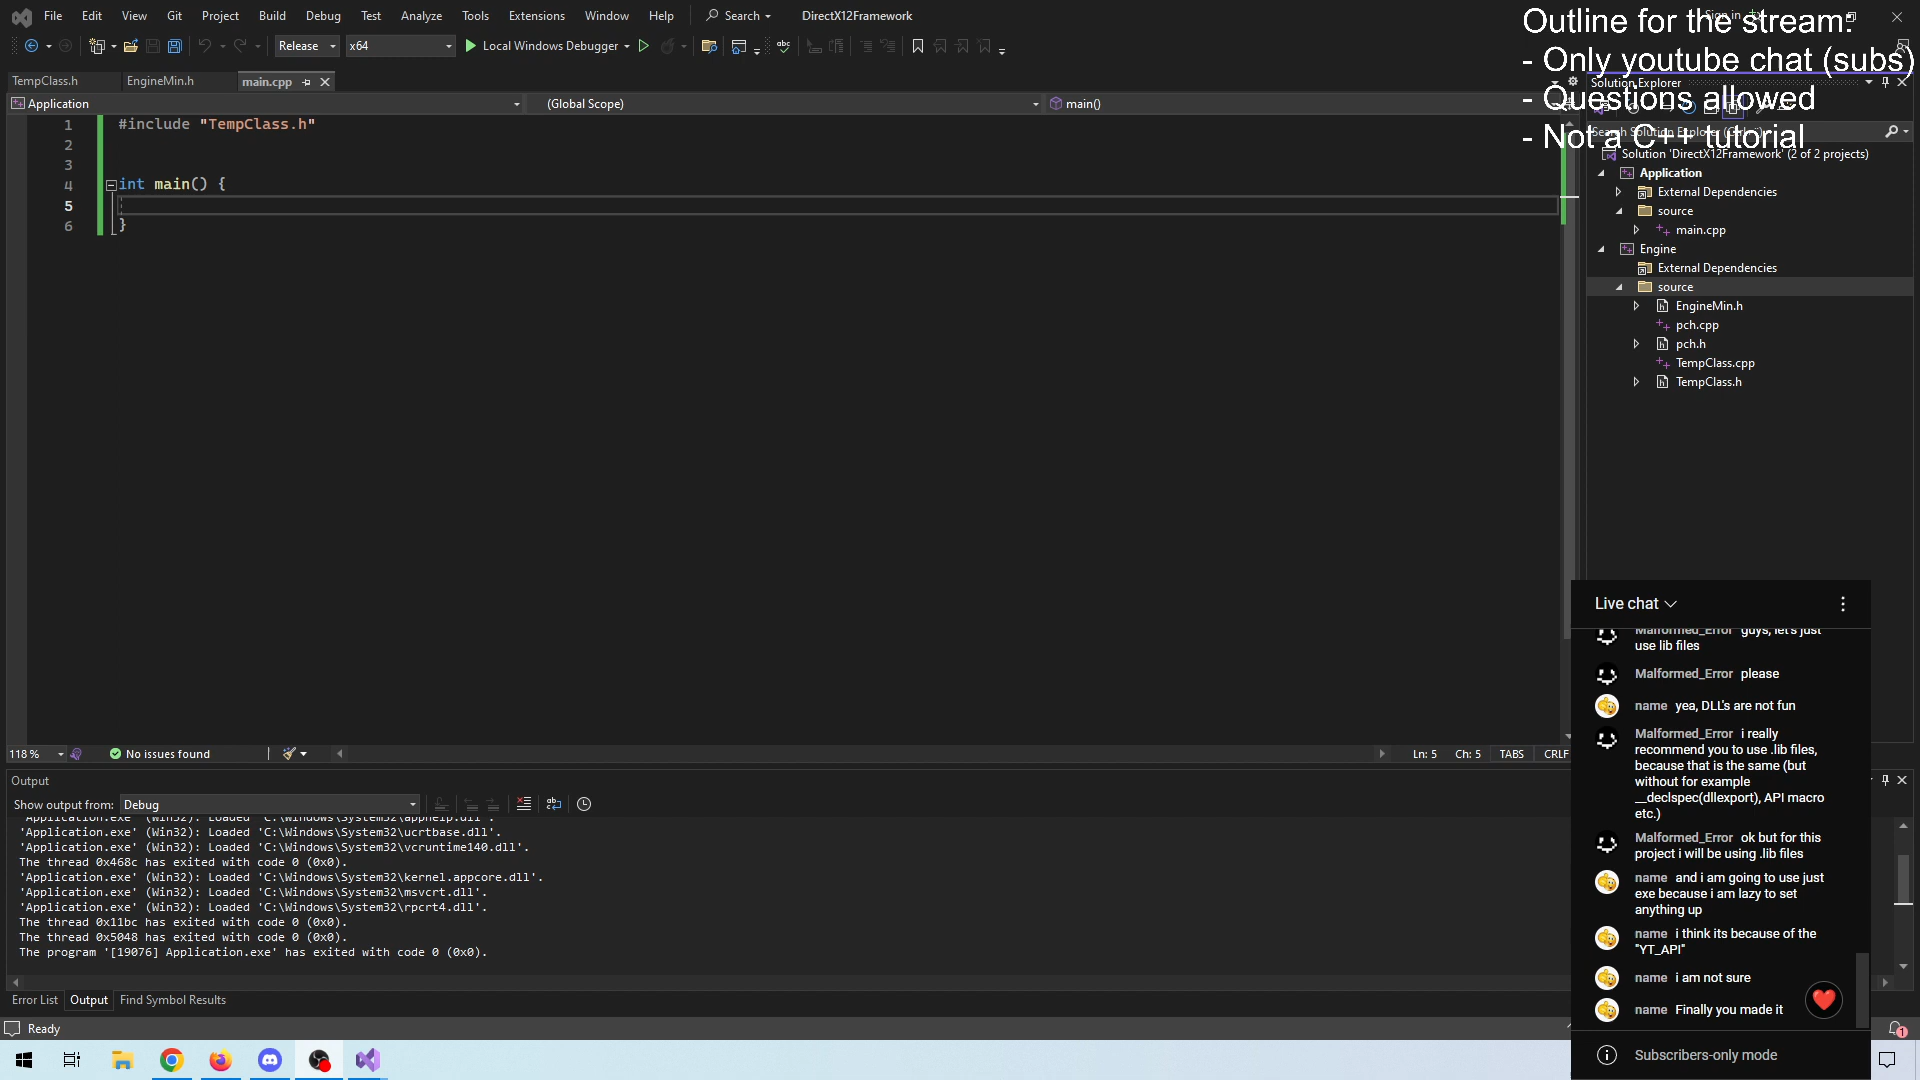 File Edit View Git Project Build Debug Test Analyze Tools Extensions Window Help Search DirectX12Framework
Release x64 Local Windows Debugger
Outline for the stream:
- Only youtube chat (subs)
- Questions allowed
- Not a C++ tutorial
TempClass.h EngineMin.h main.cpp
Application (Global Scope) main()
1 #include "TempClass.h"
2
3
4 int main() {
5
6 }
Solution Explorer
Solution 'DirectX12Framework' (2 of 2 projects)
Application
External Dependencies
source
main.cpp
Engine
External Dependencies
source
EngineMin.h
pch.cpp
pch.h
TempClass.cpp
TempClass.h
118 % No issues found Ln: 5 Ch: 5 TABS CRLF
Output
Show output from: Debug
'Application.exe' (Win32): Loaded 'C:\Windows\System32\apphelp.dll'.
'Application.exe' (Win32): Loaded 'C:\Windows\System32\ucrtbase.dll'.
'Application.exe' (Win32): Loaded 'C:\Windows\System32\vcruntime140.dll'.
The thread 0x468c has exited with code 0 (0x0).
'Application.exe' (Win32): Loaded 'C:\Windows\System32\kernel.appcore.dll'.
'Application.exe' (Win32): Loaded 'C:\Windows\System32\msvcrt.dll'.
'Application.exe' (Win32): Loaded 'C:\Windows\System32\rpcrt4.dll'.
The thread 0x11bc has exited with code 0 (0x0).
The thread 0x5048 has exited with code 0 (0x0).
The program '[19076] Application.exe' has exited with code 0 (0x0).
Error List Output Find Symbol Results
Ready
Live chat
Malformed_Error guys, let's just
use lib files
Malformed_Error please
name yea, DLL's are not fun
Malformed_Error i really
recommend you to use .lib files,
because that is the same (but
without for example
__declspec(dllexport), API macro
etc.)
Malformed_Error ok but for this
project i will be using .lib files
name and i am going to use just
exe because i am lazy to set
anything up
name i think its because of the
"YT_API"
name i am not sure
name Finally you made it
Subscribers-only mode
1